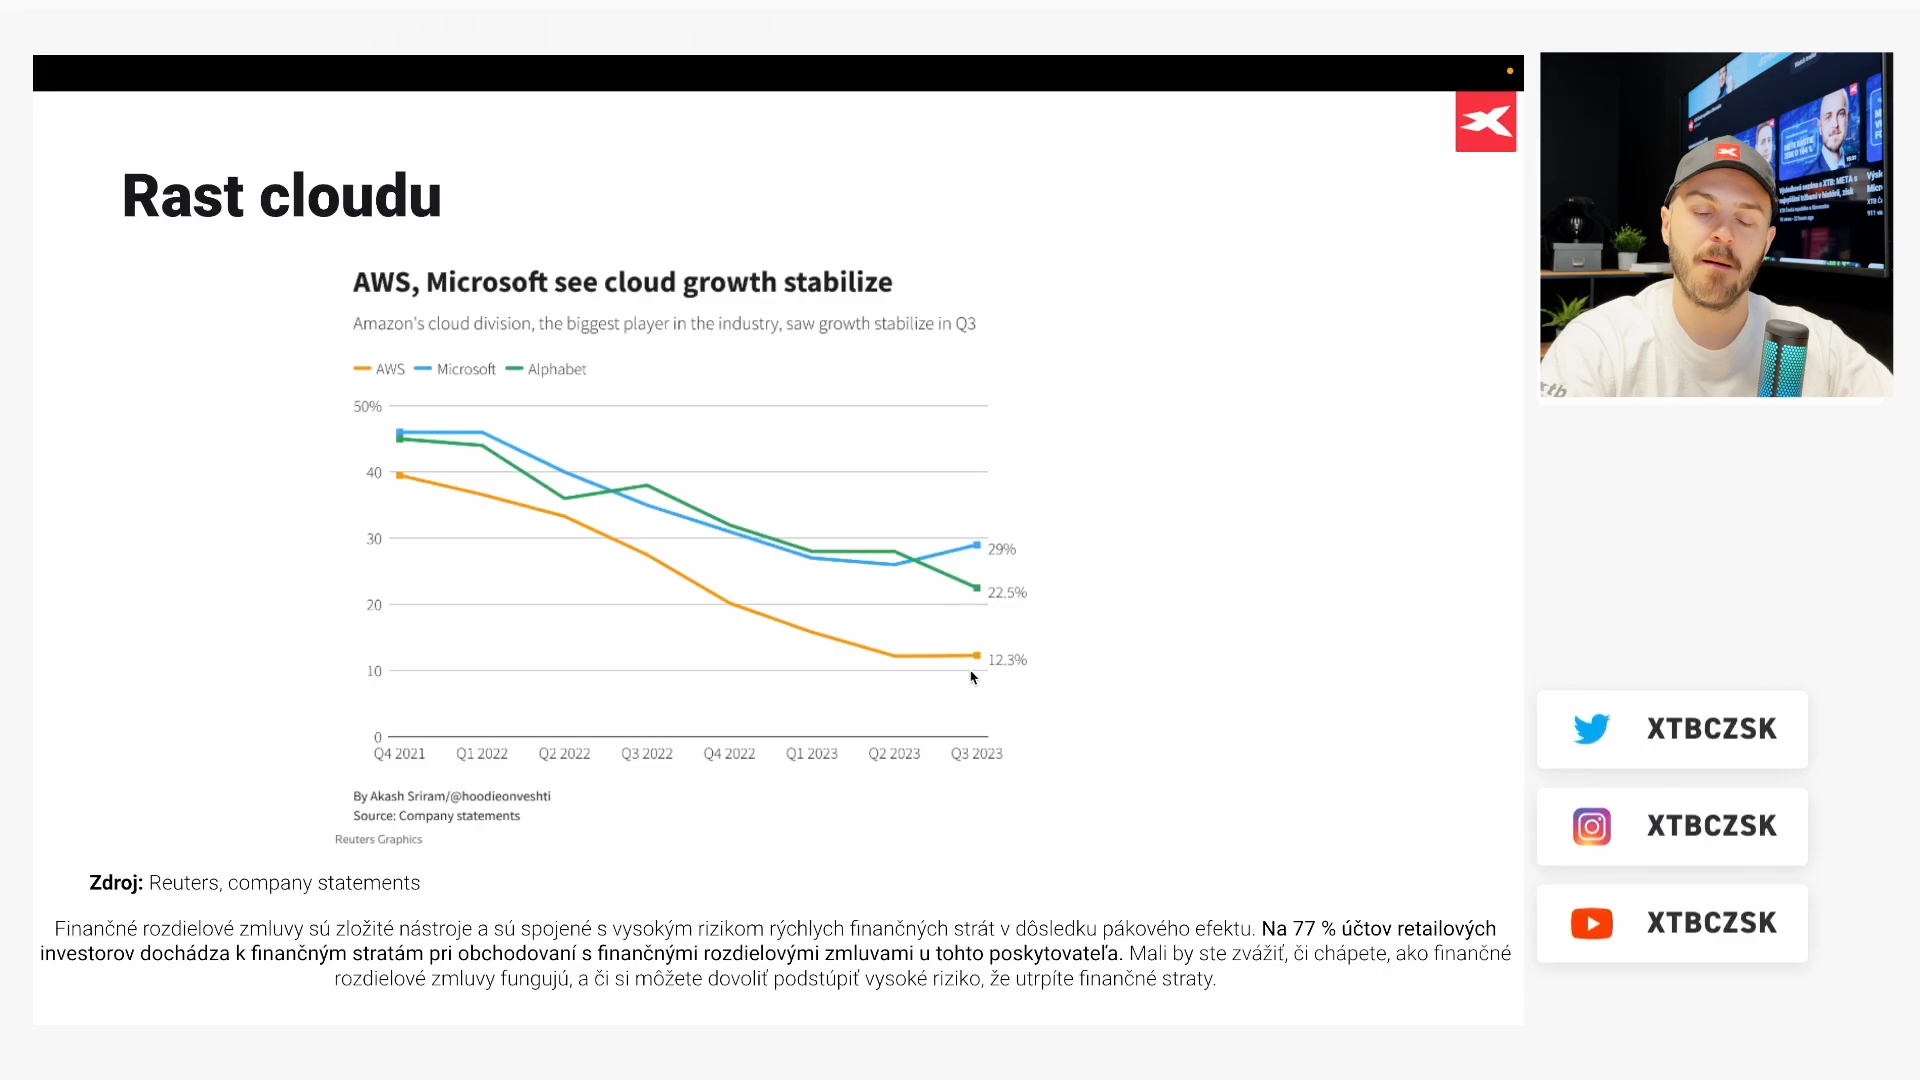 Rast cloudu
AWS, Microsoft see cloud growth stabilize
Amazon's cloud division, the biggest player in the industry, saw growth stabilize in Q3
AWS Microsoft Alphabet
50%
40
30
20
10
0
29%
22.5%
12.3%
Q4 2021 Q1 2022 Q2 2022 Q3 2022 Q4 2022 Q1 2023 Q2 2023 Q3 2023
By Akash Sriram/@hoodieonveshti
Source: Company statements
Reuters Graphics
Zdroj: Reuters, company statements
Finančné rozdielové zmluvy sú zložité nástroje a sú spojené s vysokým rizikom rýchlych finančných strát v dôsledku pákového efektu. Na 77 % účtov retailových
investorov dochádza k finančným stratám pri obchodovaní s finančnými rozdielovými zmluvami u tohto poskytovateľa. Mali by ste zvážiť, či chápete, ako finančné
rozdielové zmluvy fungujú, a či si môžete dovoliť podstúpiť vysoké riziko, že utrpíte finančné straty.
xtb
XTBCZSK
XTBCZSK
XTBCZSK